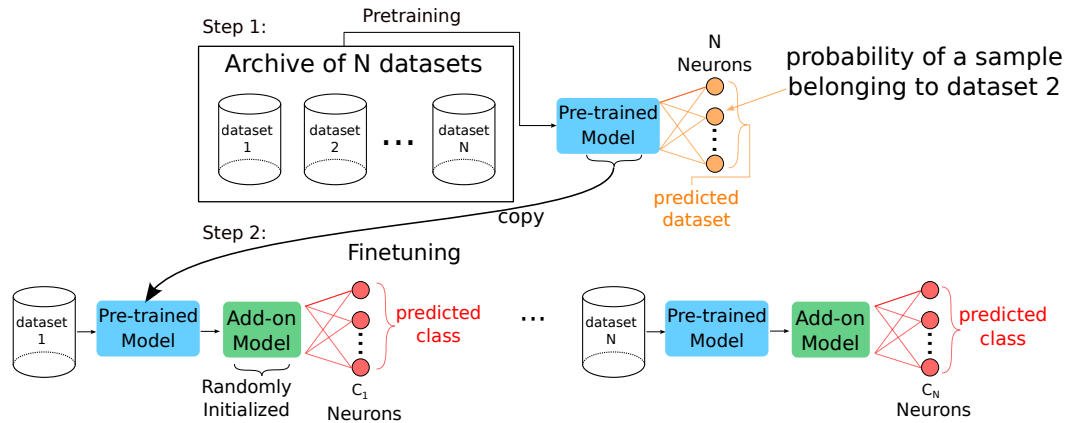 Step 1:
Pretraining
Archive of N datasets
dataset
1
dataset
2
...
dataset
N
Pre-trained
Model
N
Neurons
probability of a sample
belonging to dataset 2
predicted
dataset
copy
Step 2:
Finetuning
dataset
1
Pre-trained
Model
Add-on
Model
Randomly
Initialized
predicted
class
C1
Neurons
...
dataset
N
Pre-trained
Model
Add-on
Model
predicted
class
CN
Neurons